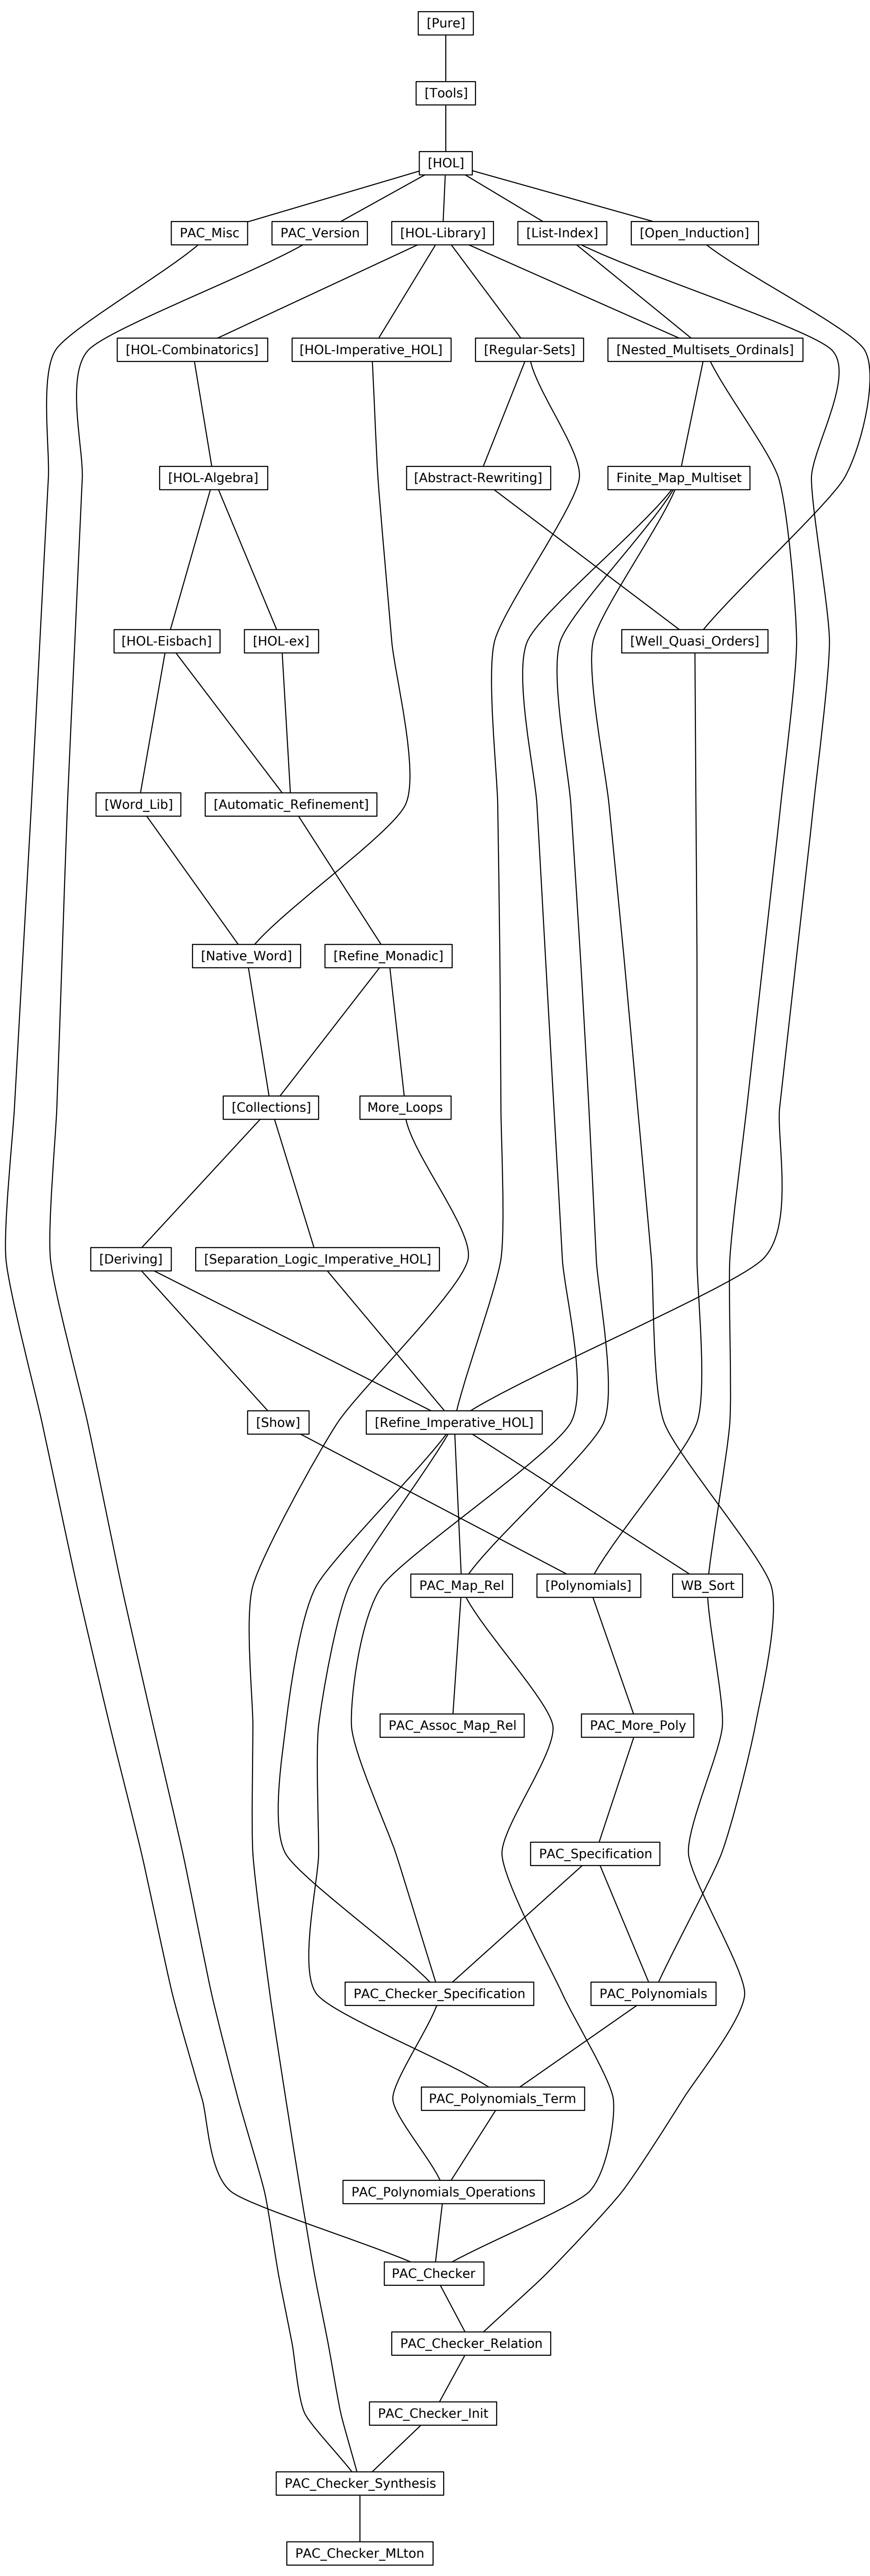 [Pure]
[Tools]
[HOL]
PAC_Misc
PAC_Version
[HOL-Library]
[List-Index]
[Open_Induction]
[HOL-Combinatorics]
[HOL-Imperative_HOL]
[Regular-Sets]
[Nested_Multisets_Ordinals]
[HOL-Algebra]
[Abstract-Rewriting]
Finite_Map_Multiset
[HOL-Eisbach]
[HOL-ex]
[Well_Quasi_Orders]
[Word_Lib]
[Automatic_Refinement]
[Native_Word]
[Refine_Monadic]
[Collections]
More_Loops
[Deriving]
[Separation_Logic_Imperative_HOL]
[Show]
[Refine_Imperative_HOL]
PAC_Map_Rel
[Polynomials]
WB_Sort
PAC_Assoc_Map_Rel
PAC_More_Poly
PAC_Specification
PAC_Checker_Specification
PAC_Polynomials
PAC_Polynomials_Term
PAC_Polynomials_Operations
PAC_Checker
PAC_Checker_Relation
PAC_Checker_Init
PAC_Checker_Synthesis
PAC_Checker_MLton